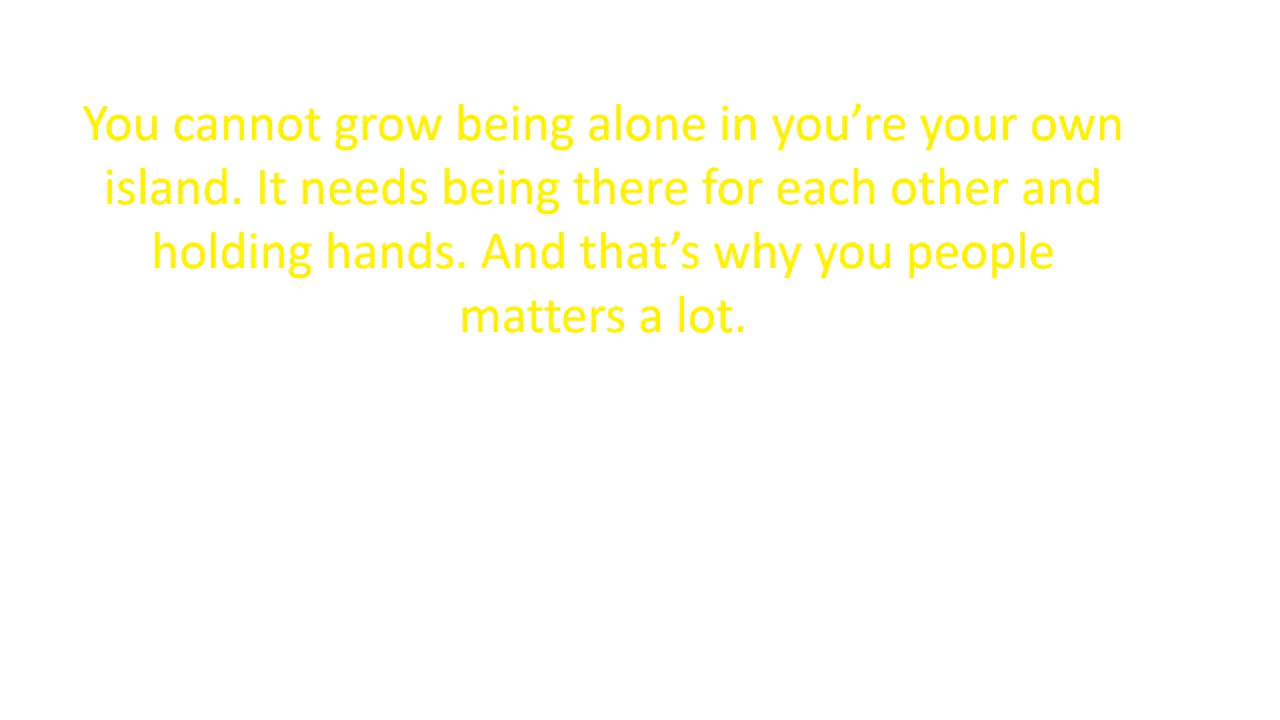 You cannot grow being alone in you’re your own
island. It needs being there for each other and
holding hands. And that’s why you people
matters a lot.